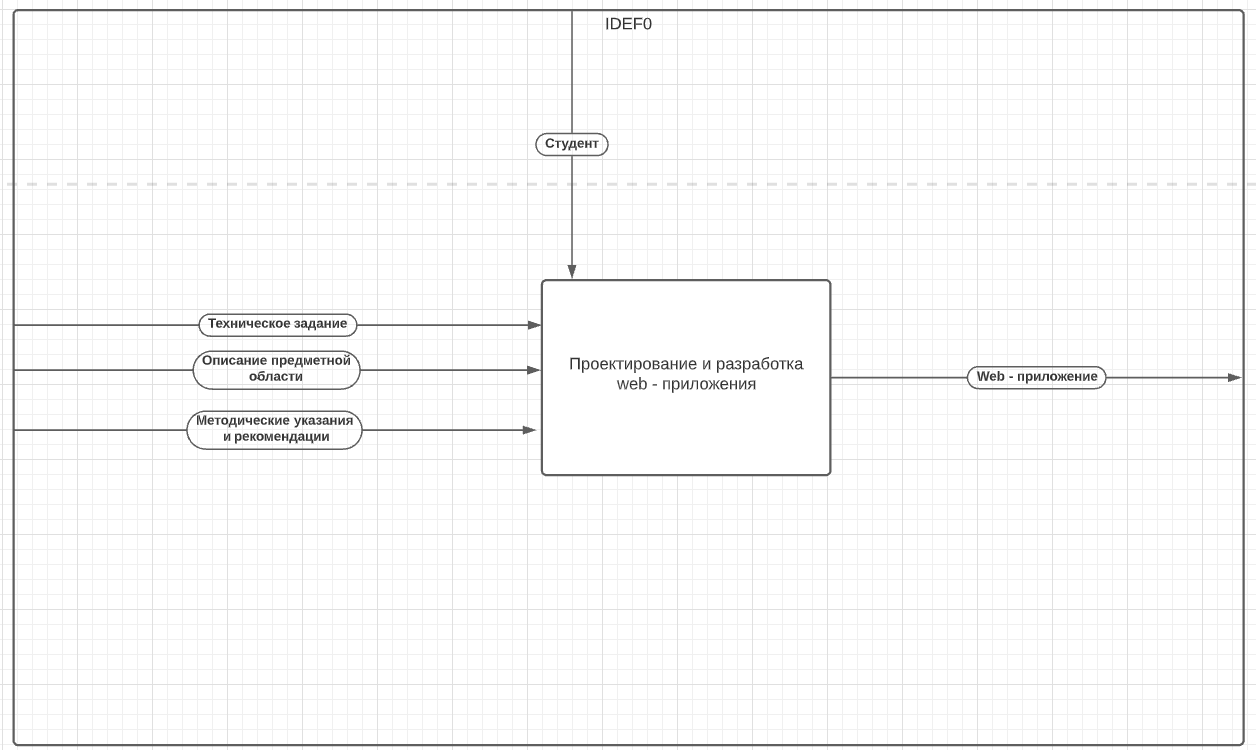 IDEF0
Студент
Техническое задание
Описание предметной
области
Методические указания
и рекомендации
Проектирование и разработка
web - приложения
Web - приложение